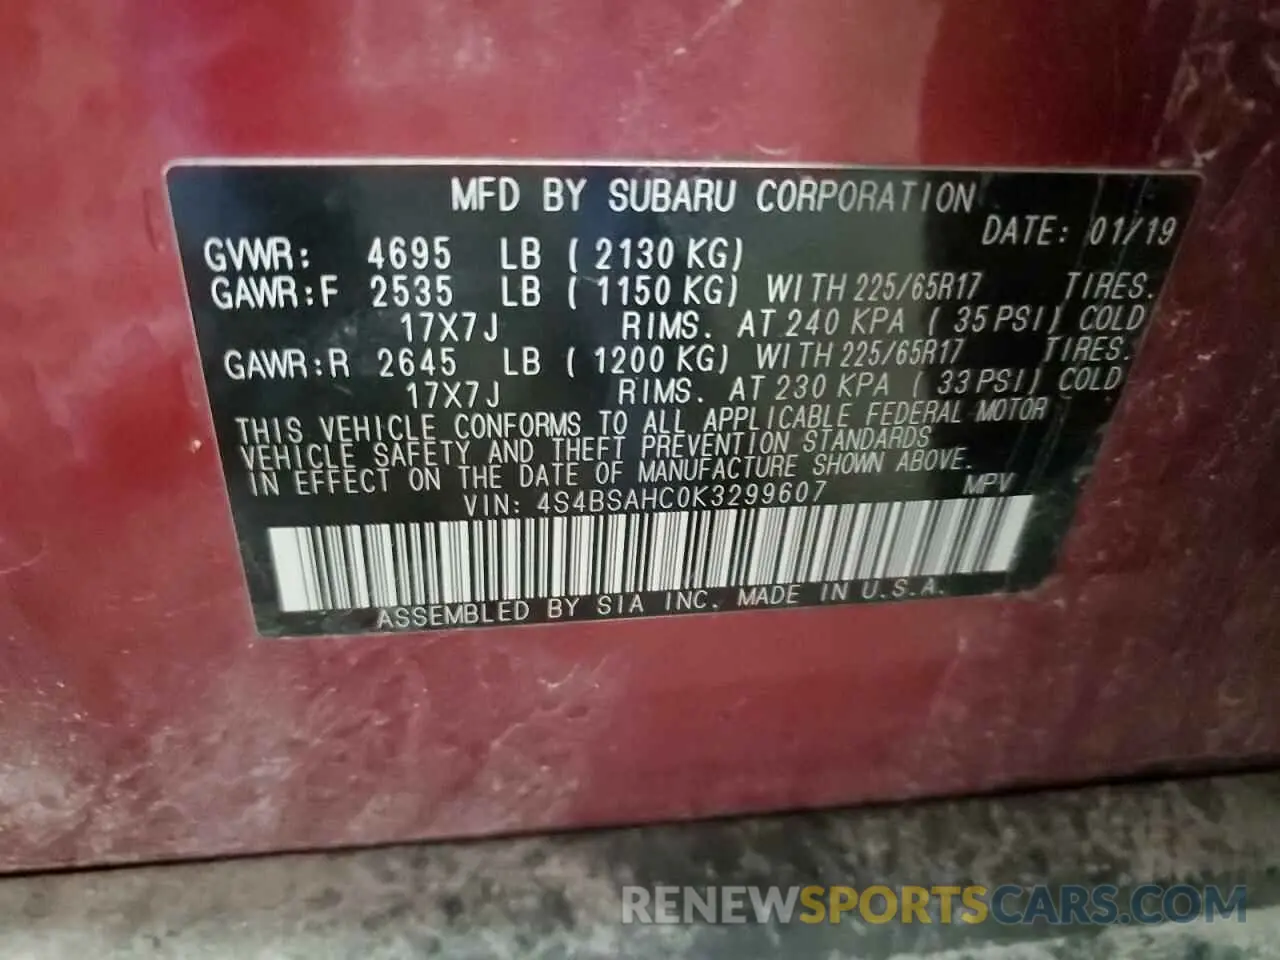 MFD BY SUBARU CORPORATION
DATE: 01/19
GVWR: 4695 LB ( 2130 KG)
GAWR:F 2535 LB ( 1150 KG) WITH 225/65R17 TIRES.
17X7J RIMS. AT 240 KPA ( 35 PSI) COLD
GAWR:R 2645 LB ( 1200 KG) WITH 225/65R17 TIRES.
17X7J RIMS. AT 230 KPA ( 33 PSI) COLD
THIS VEHICLE CONFORMS TO ALL APPLICABLE FEDERAL MOTOR
VEHICLE SAFETY AND THEFT PREVENTION STANDARDS
IN EFFECT ON THE DATE OF MANUFACTURE SHOWN ABOVE.
VIN: 4S4BSAHC0K3299607 MPV
ASSEMBLED BY SIA INC. MADE IN U.S.A.
RENEWSPORTSCARS.COM